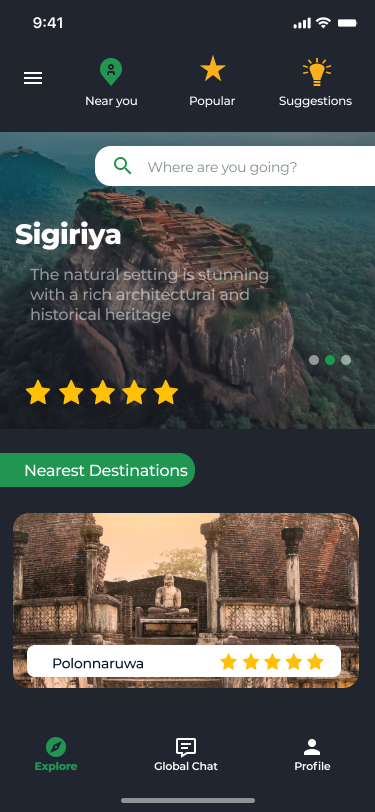 9:41
Near you
Popular
Suggestions
Where are you going?
Sigiriya
The natural setting is stunning
with a rich architectural and
historical heritage
Nearest Destinations
Polonnaruwa
Explore
Global Chat
Profile